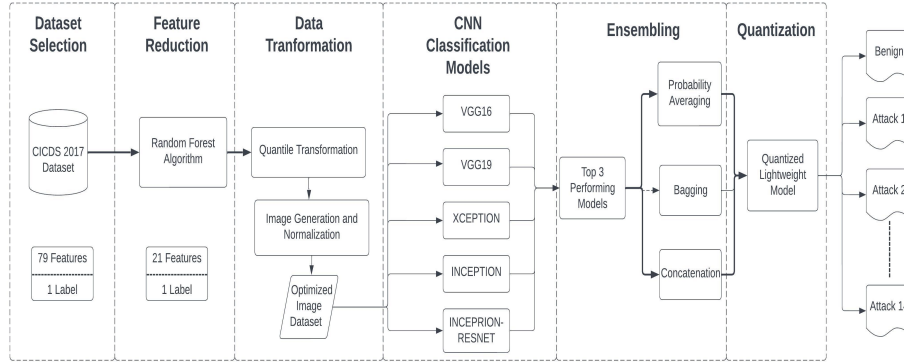 Dataset
Selection
Feature
Reduction
Data
Tranformation
CNN
Classification
Models
Ensembling
Quantization
CICDS 2017
Dataset
79 Features
1 Label
Random Forest
Algorithm
21 Features
1 Label
Quantile Transformation
Image Generation and
Normalization
Optimized
Image
Dataset
VGG16
VGG19
XCEPTION
INCEPTION
INCEPRION-
RESNET
Top 3
Performing
Models
Probability
Averaging
Bagging
Concatenation
Quantized
Lightweight
Model
Benign
Attack 1
Attack 2
Attack